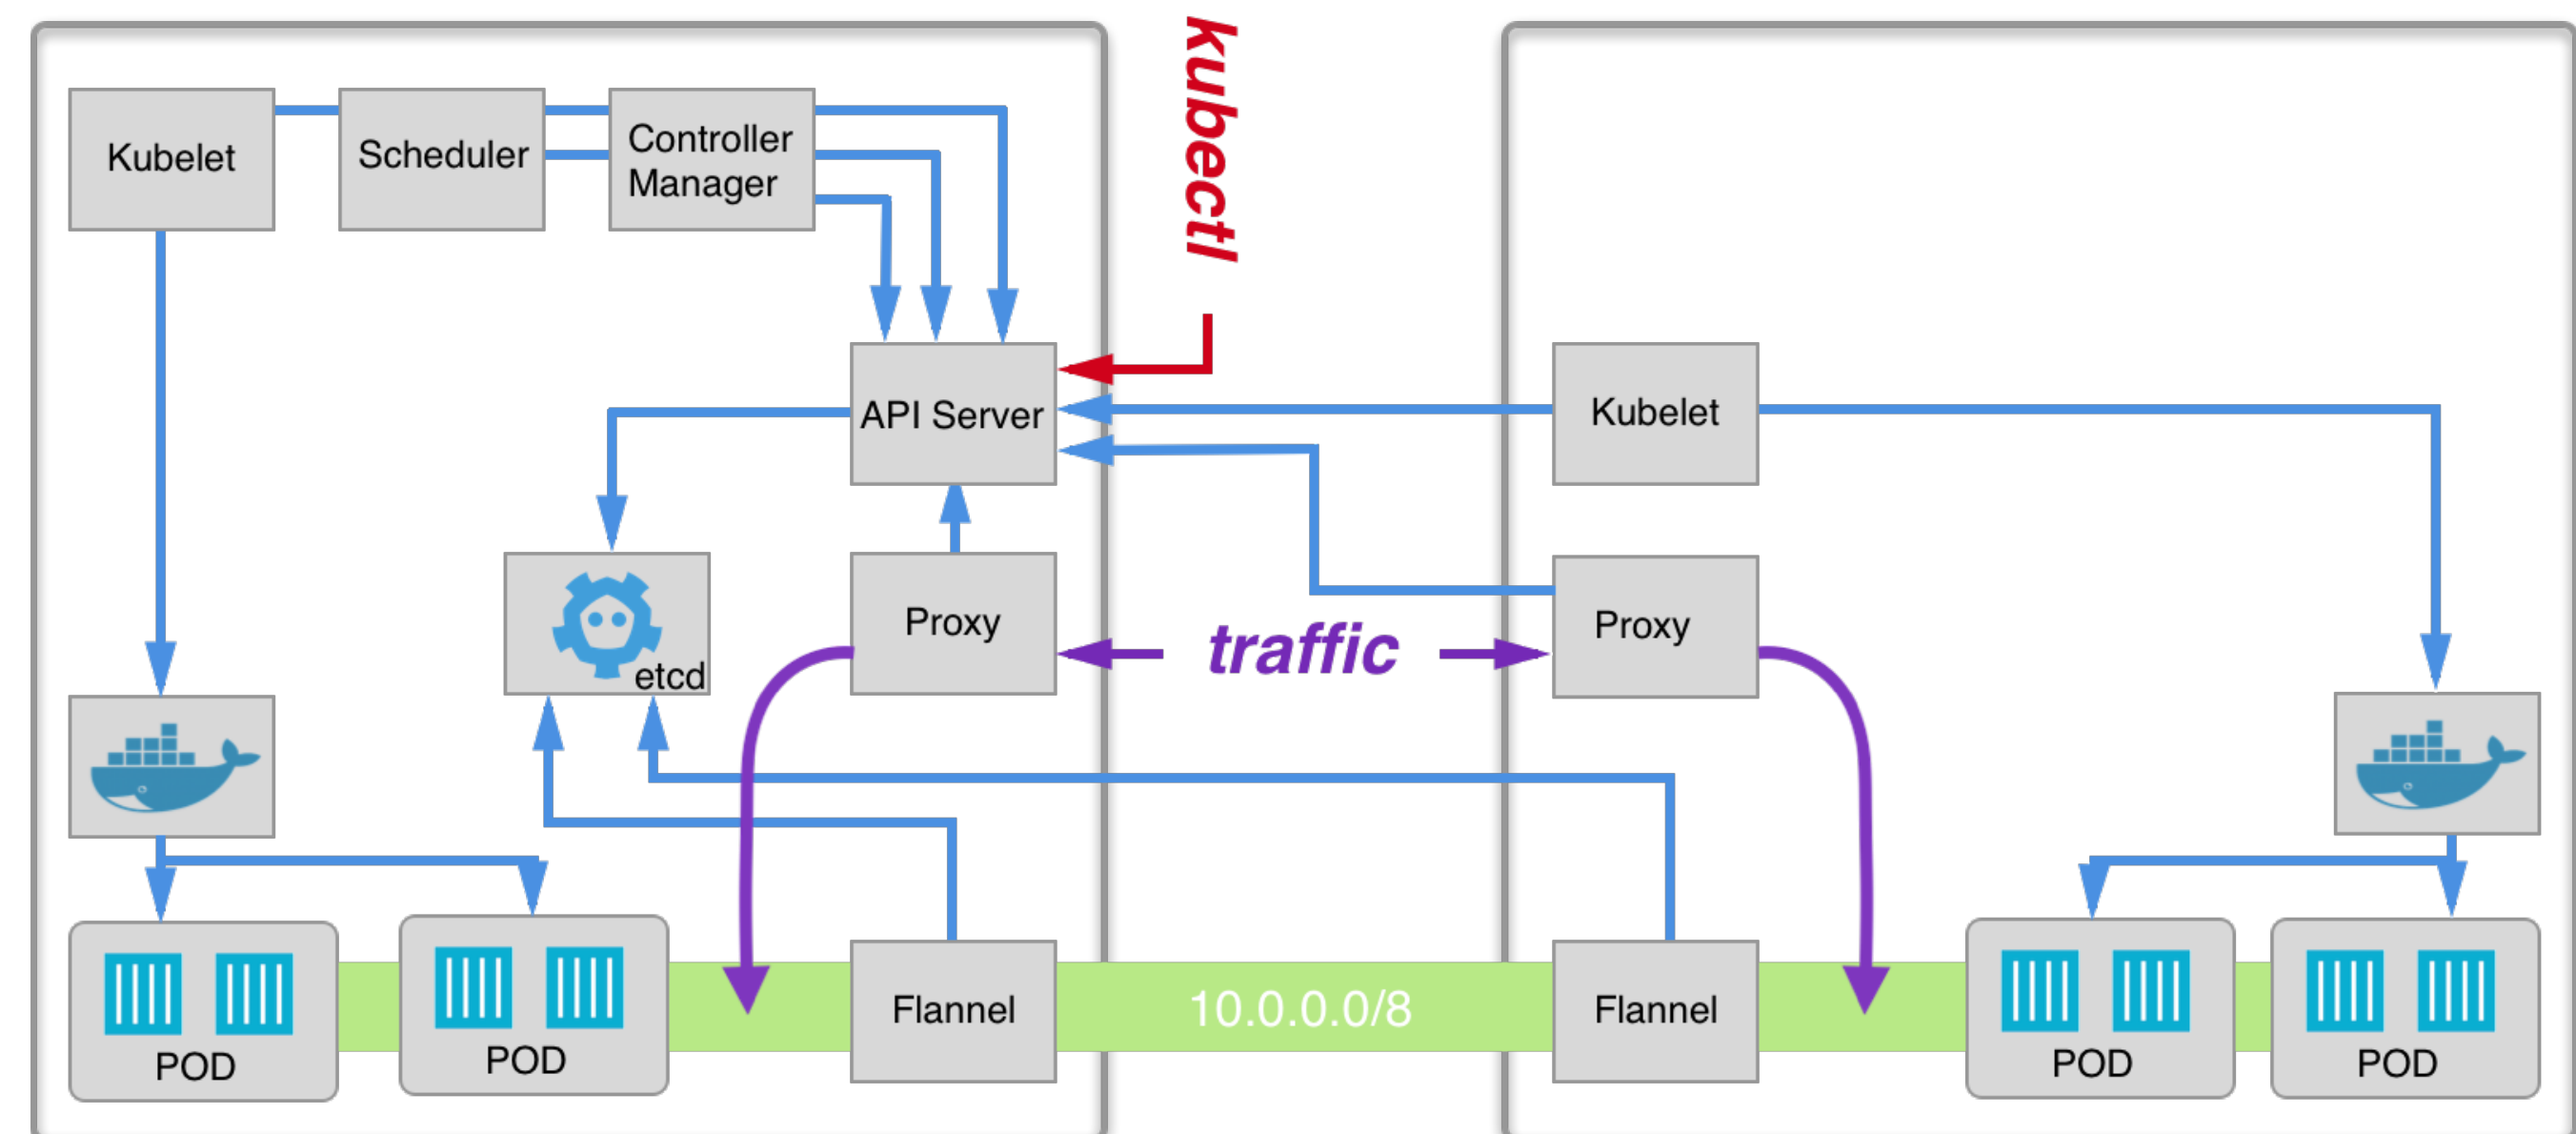 kubectl
Kubelet
Scheduler
Controller
Manager
API Server
Kubelet
etcd
Proxy
traffic
Proxy
POD
POD
Flannel
10.0.0.0/8
Flannel
POD
POD